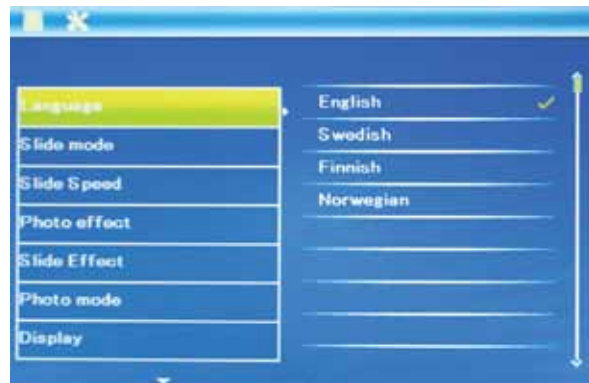 Language
Slide mode
Slide Speed
Photo effect
Slide Effect
Photo mode
Display
English
Swedish
Finnish
Norwegian